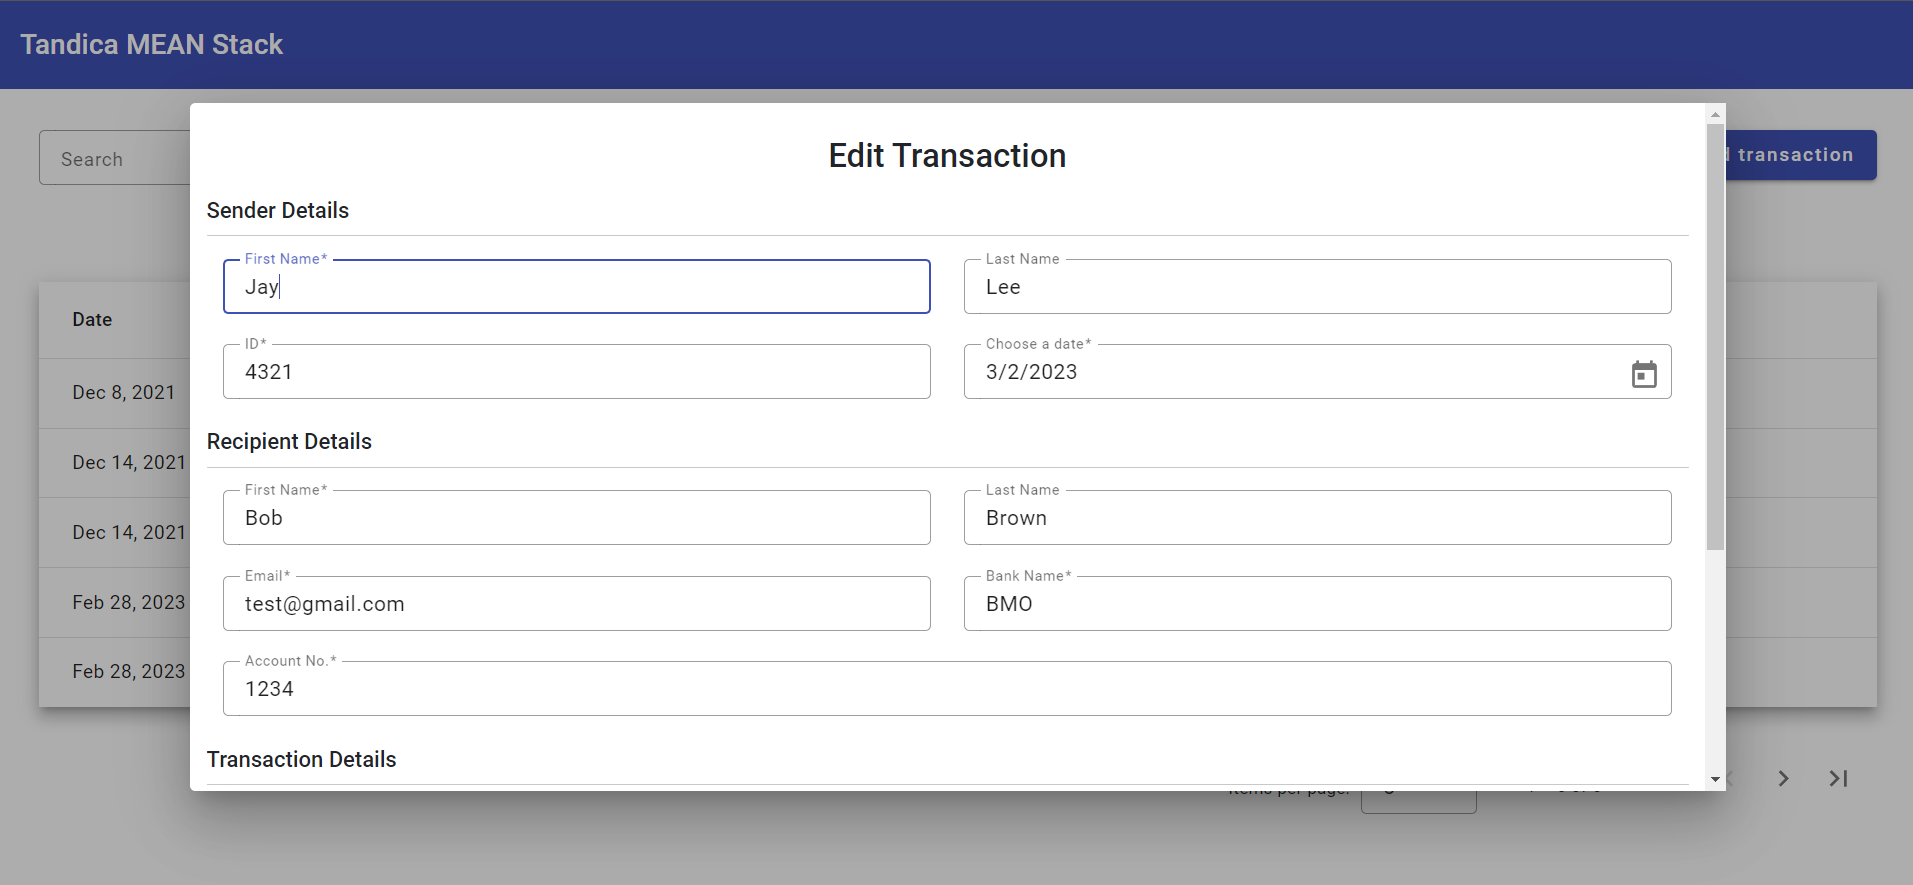 Tandica MEAN Stack
Search
transaction
Edit Transaction
Sender Details
First Name*
Jay
Last Name
Lee
ID*
4321
Choose a date*
3/2/2023
Recipient Details
First Name*
Bob
Last Name
Brown
Email*
test@gmail.com
Bank Name*
BMO
Account No.*
1234
Transaction Details
Date
Dec 8, 2021
Dec 14, 2021
Dec 14, 2021
Feb 28, 2023
Feb 28, 2023
Items per page: